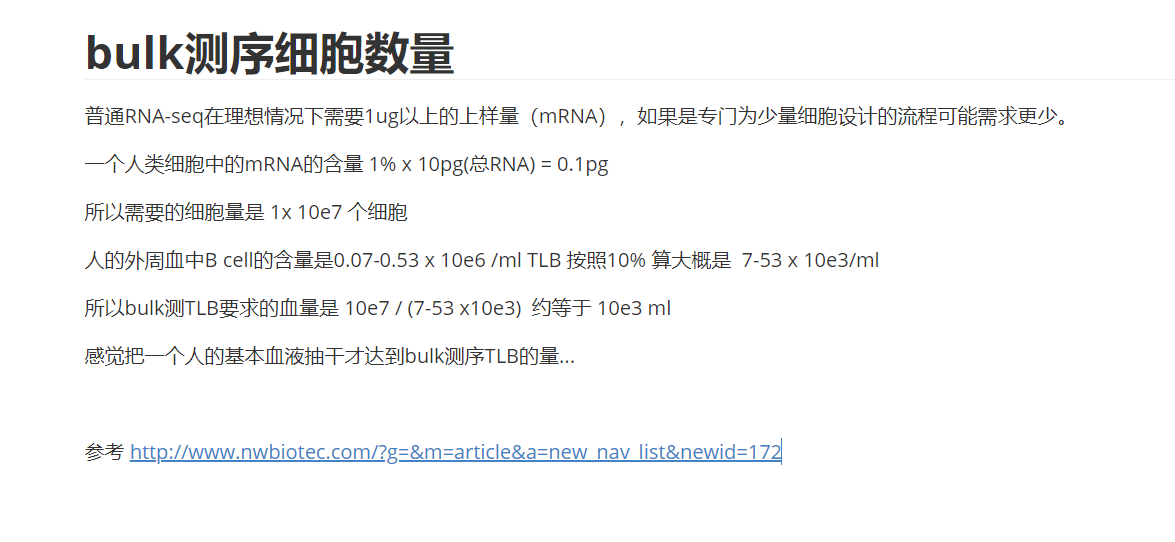 bulk测序细胞数量
普通RNA-seq在理想情况下需要1ug以上的上样量（mRNA），如果是专门为少量细胞设计的流程可能需求更少。
一个人类细胞中的mRNA的含量 1% x 10pg(总RNA) = 0.1pg
所以需要的细胞量是 1x 10e7 个细胞
人的外周血中B cell的含量是0.07-0.53 x 10e6 /ml TLB 按照10% 算大概是  7-53 x 10e3/ml
所以bulk测TLB要求的血量是 10e7 / (7-53 x10e3)  约等于 10e3 ml
感觉把一个人的基本血液抽干才达到bulk测序TLB的量...
参考 http://www.nwbiotec.com/?g=&m=article&a=new_nav_list&newid=172